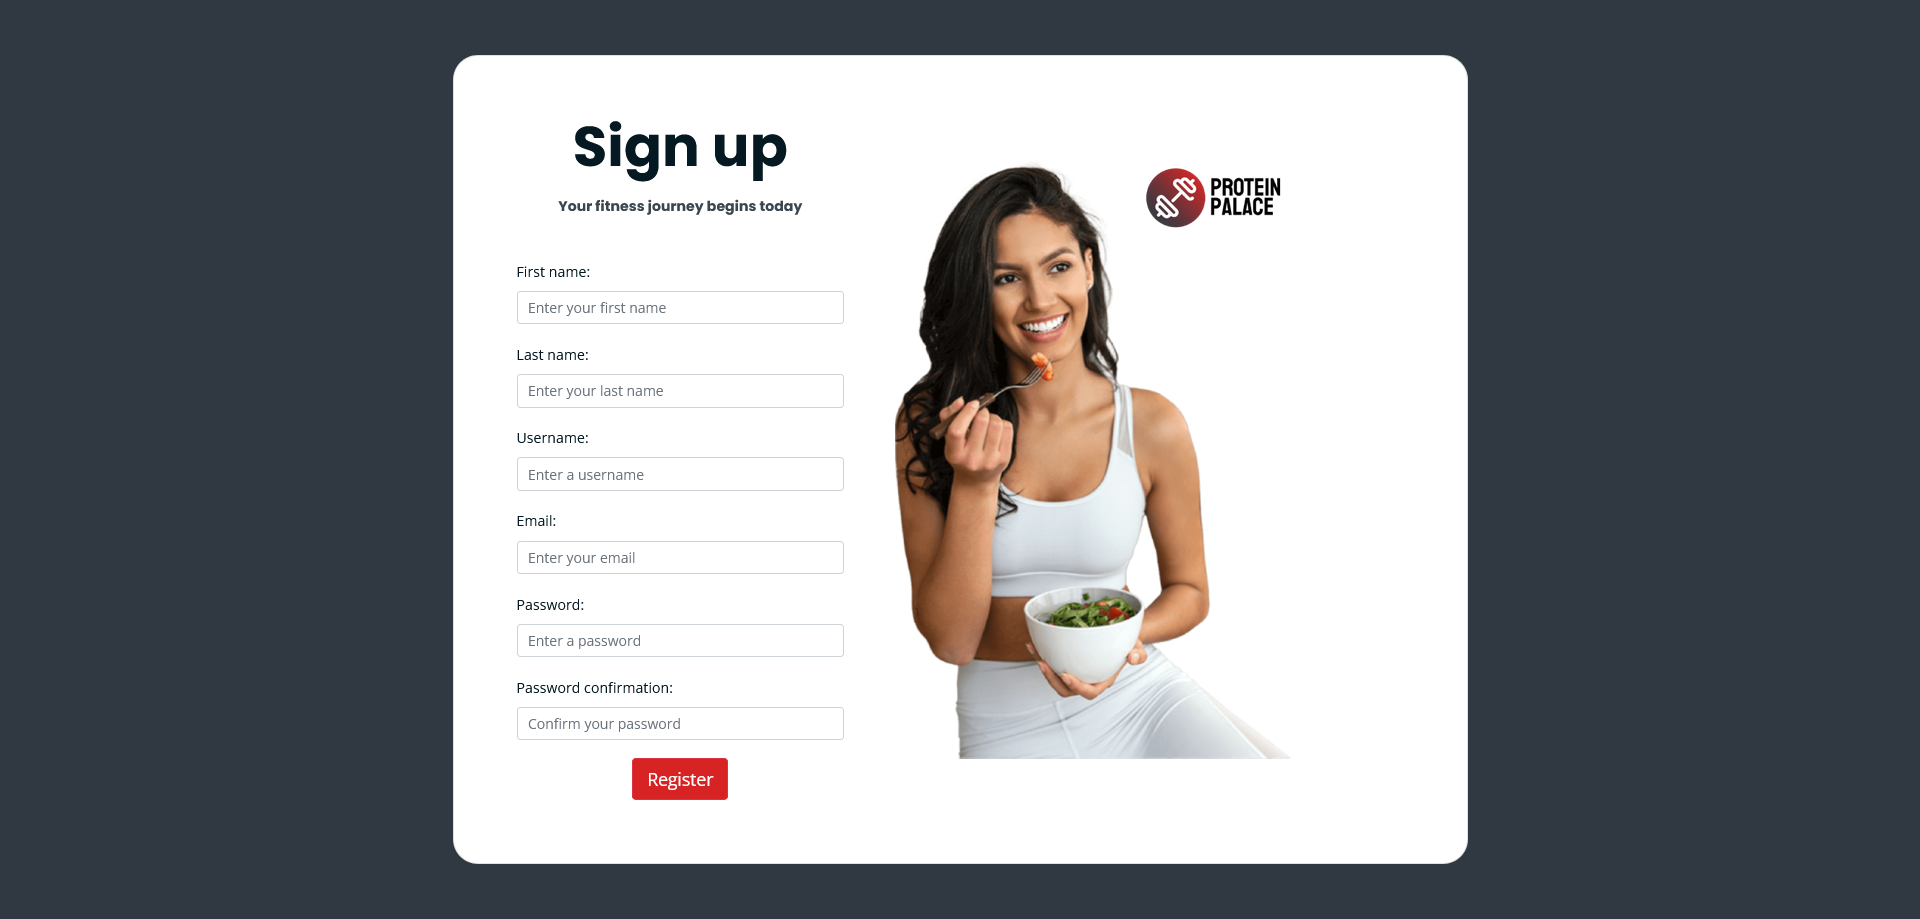 Sign up
Your fitness journey begins today
First name:
Enter your first name
Last name:
Enter your last name
Username:
Enter a username
Email:
Enter your email
Password:
Enter a password
Password confirmation:
Confirm your password
Register
PROTEIN
PALACE